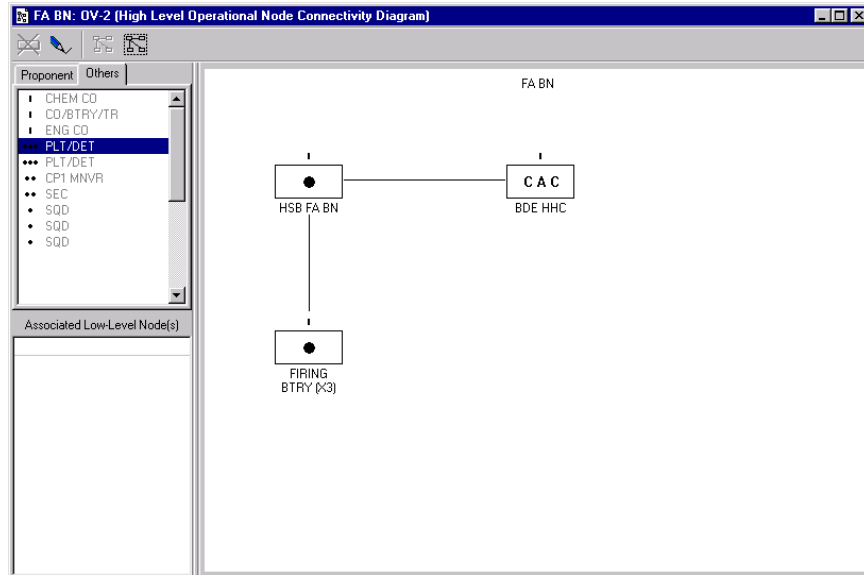 FA BN: OV-2 (High Level Operational Node Connectivity Diagram)
Proponent Others
CHEM CO
CO/BTRY/TR
ENG CO
PLT/DET
PLT/DET
CP1 MNVR
SEC
SQD
SQD
SQD
Associated Low-Level Node(s)
FA BN
HSB FA BN
C A C
BDE HHC
FIRING
BTRY (X3)